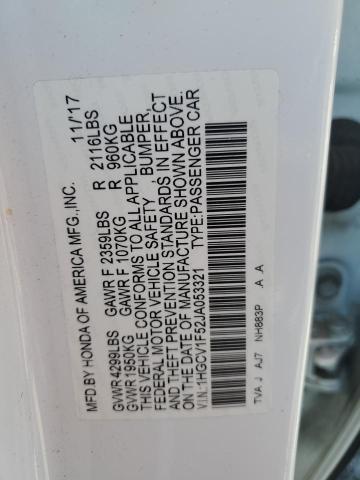 MFD.BY HONDA OF AMERICA MFG.,INC. 11/17
GVWR 4299LBS GAWR F 2359LBS R 2116LBS
GVWR 1950KG GAWR F 1070KG R 960KG
THIS VEHICLE CONFORMS TO ALL APPLICABLE
FEDERAL MOTOR VEHICLE SAFETY BUMPER,
THEFT PREVENTION STANDARDS IN EFFECT
ON DATE OF MANUFACTURE SHOWN ABOVE.
V.I.N.:1HGCV1F52JA053321 TYPE:PASSENGER CAR
TVA J AJ7 NH883P A A